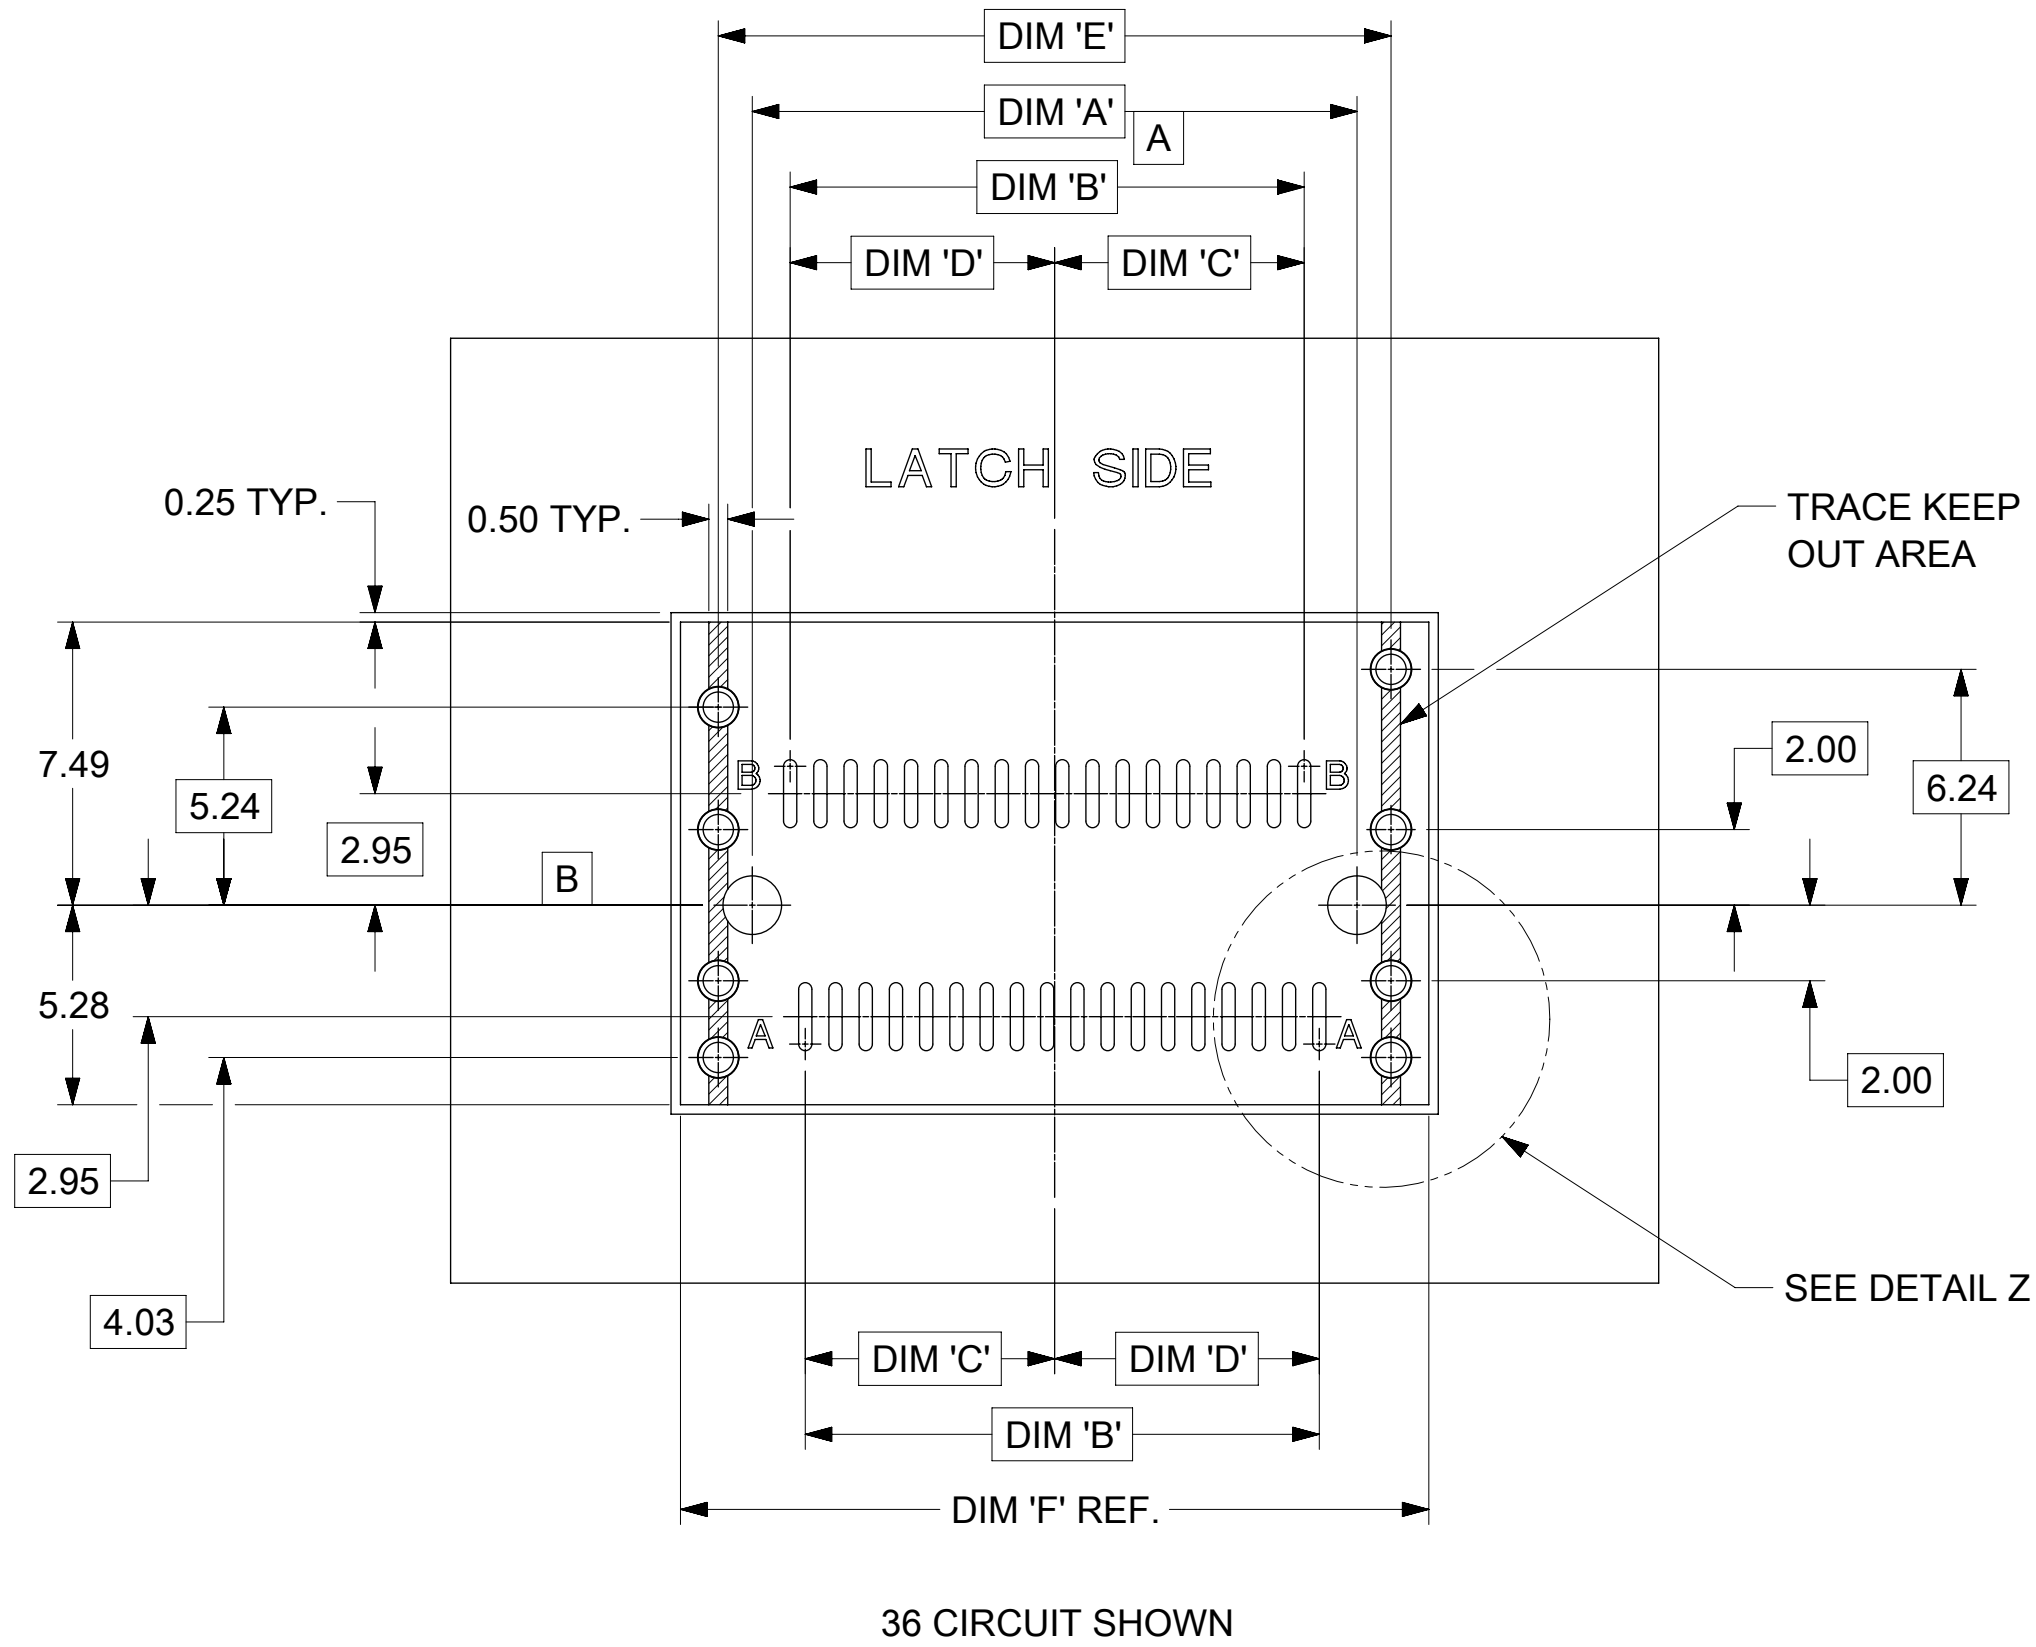 DIM 'E'
DIM 'A'
A
DIM 'B'
DIM 'D'
DIM 'C'
LATCH SIDE
0.25 TYP.
0.50 TYP.
TRACE KEEP
OUT AREA
7.49
5.24
2.95
B
B
B
2.00
6.24
5.28
A
A
2.00
2.95
4.03
SEE DETAIL Z
DIM 'C'
DIM 'D'
DIM 'B'
DIM 'F' REF.
36 CIRCUIT SHOWN